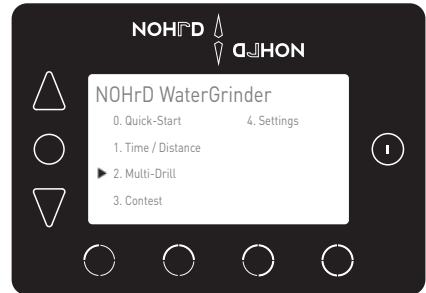 NOHrD
NOHrD
NOHrD WaterGrinder
0. Quick-Start 4. Settings
1. Time / Distance
2. Multi-Drill
3. Contest